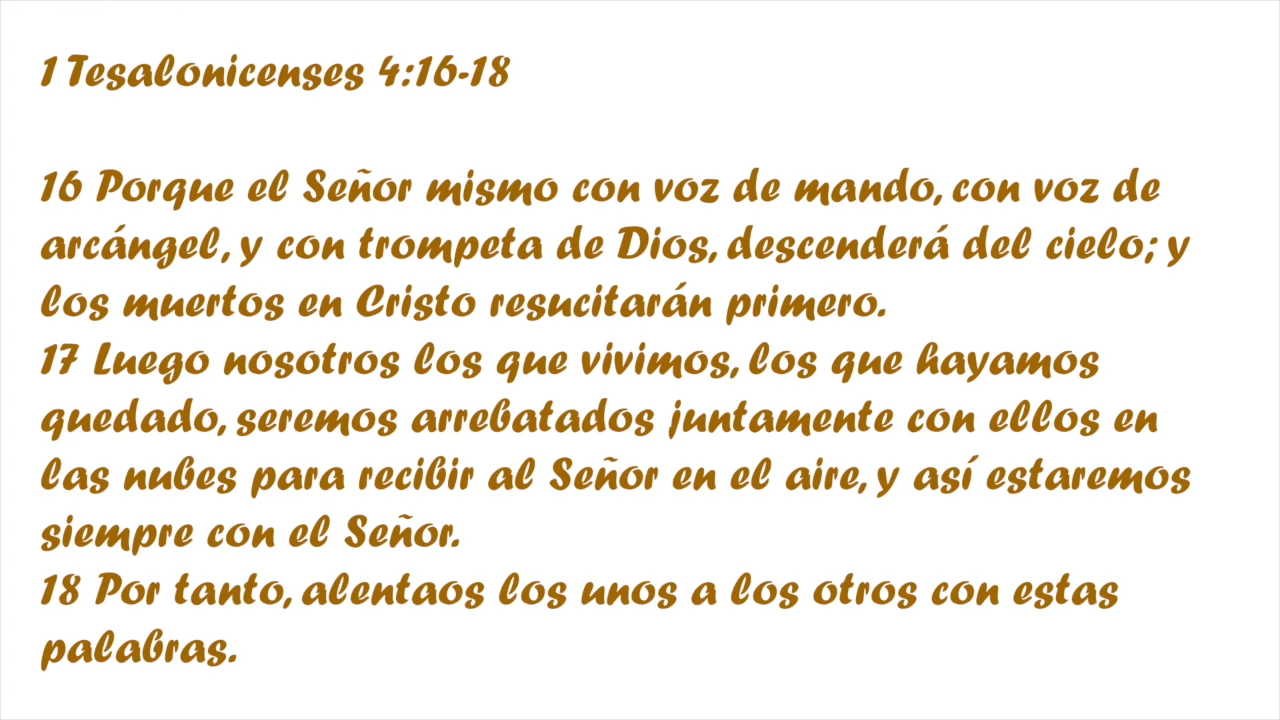 1 Tesalonicenses 4:16-18
16 Porque el Señor mismo con voz de mando, con voz de
arcángel, y con trompeta de Dios, descenderá del cielo; y
los muertos en Cristo resucitarán primero.
17 Luego nosotros los que vivimos, los que hayamos
quedado, seremos arrebatados juntamente con ellos en
las nubes para recibir al Señor en el aire, y así estaremos
siempre con el Señor.
18 Por tanto, alentaos los unos a los otros con estas
palabras.